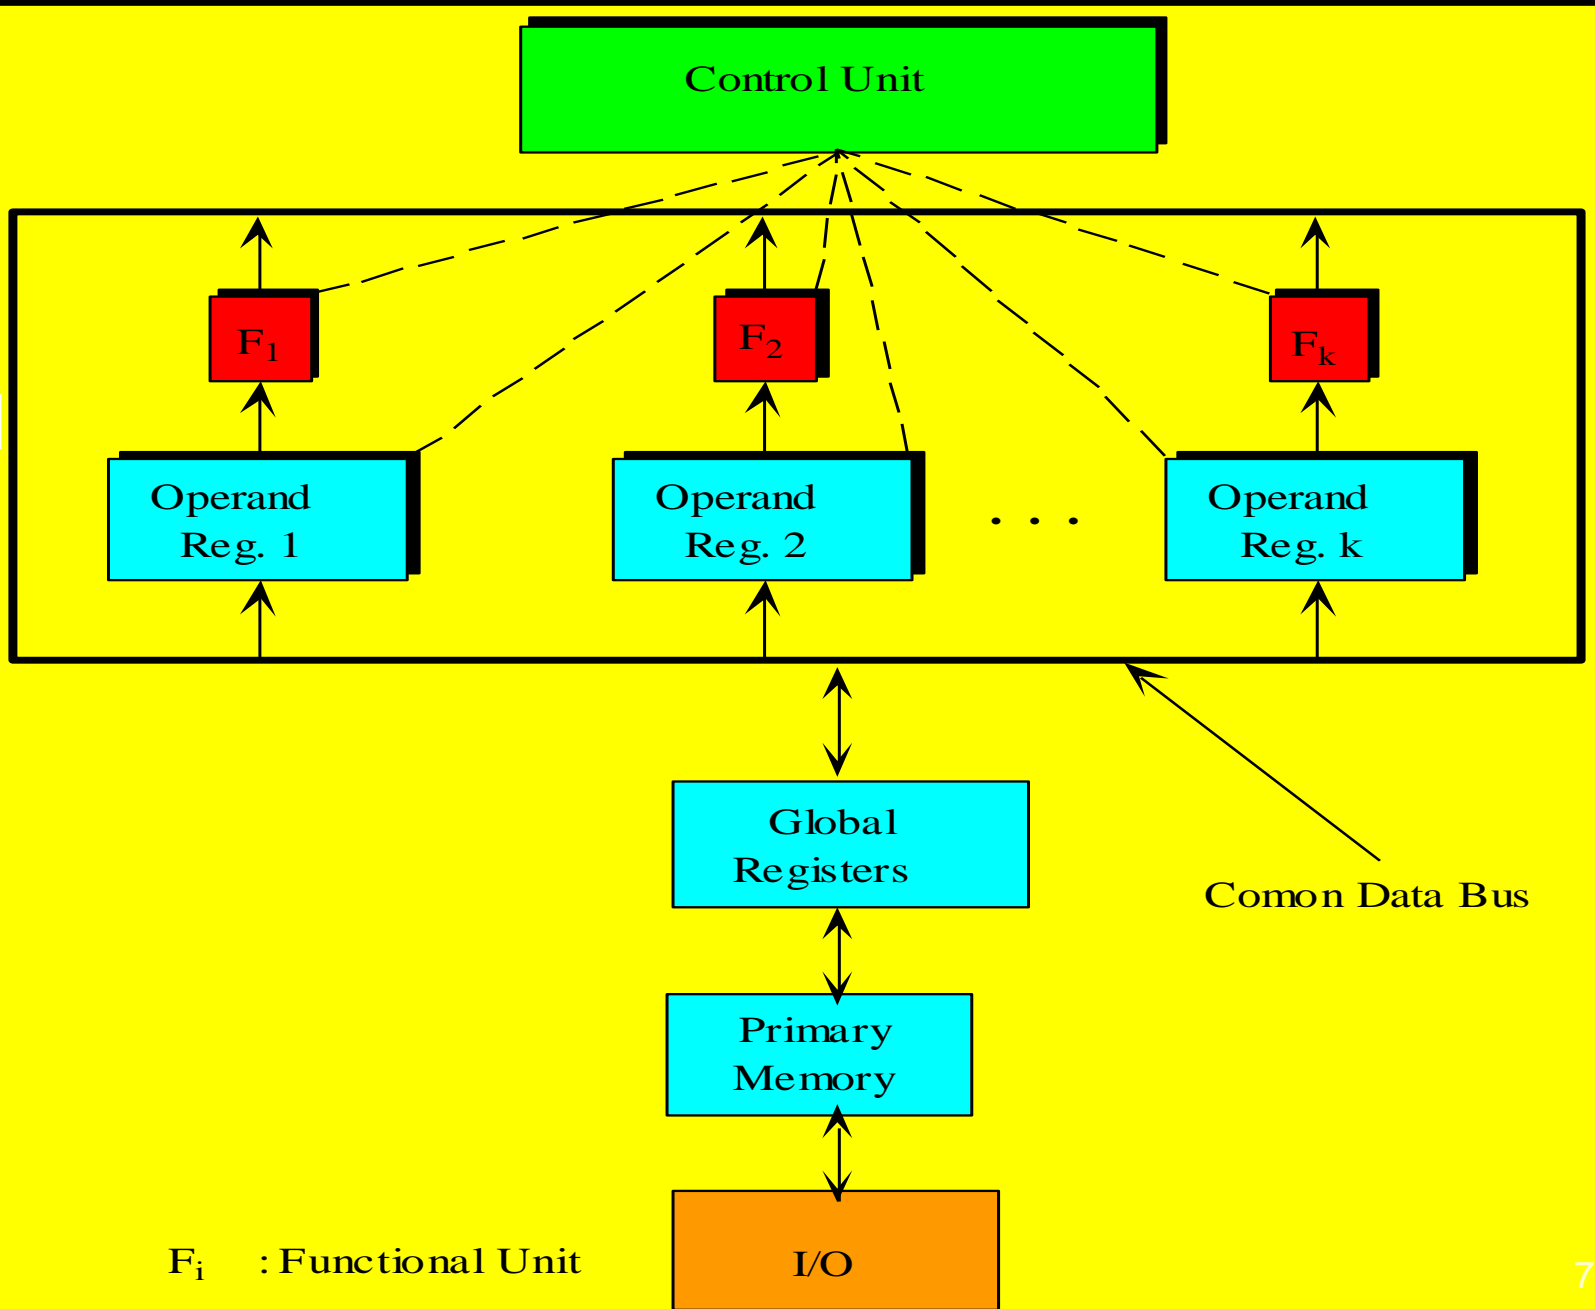 Control Unit
F1
F2
Fk
Operand
Reg. 1
Operand
Reg. 2
. . .
Operand
Reg. k
Global
Registers
Comon Data Bus
Primary
Memory
Fi : Functional Unit
I/O
7